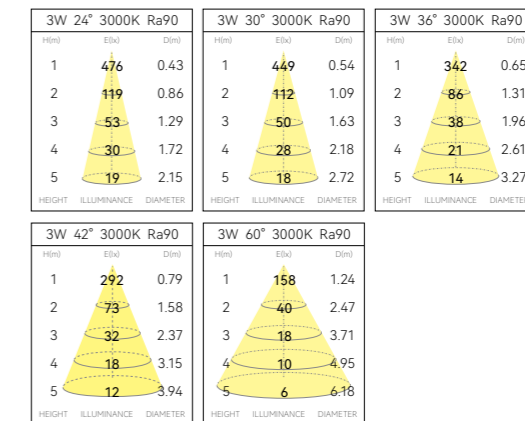 3W 24° 3000K Ra90
H(m) E(lx) D(m)
1 476 0.43
2 119 0.86
3 53 1.29
4 30 1.72
5 19 2.15
HEIGHT ILLUMINANCE DIAMETER
3W 30° 3000K Ra90
H(m) E(lx) D(m)
1 449 0.54
2 112 1.09
3 50 1.63
4 28 2.18
5 18 2.72
HEIGHT ILLUMINANCE DIAMETER
3W 36° 3000K Ra90
H(m) E(lx) D(m)
1 342 0.65
2 86 1.31
3 38 1.96
4 21 2.61
5 14 3.27
HEIGHT ILLUMINANCE DIAMETER
3W 42° 3000K Ra90
H(m) E(lx) D(m)
1 292 0.79
2 73 1.58
3 32 2.37
4 18 3.15
5 12 3.94
HEIGHT ILLUMINANCE DIAMETER
3W 60° 3000K Ra90
H(m) E(lx) D(m)
1 158 1.24
2 40 2.47
3 18 3.71
4 10 4.95
5 6 6.18
HEIGHT ILLUMINANCE DIAMETER